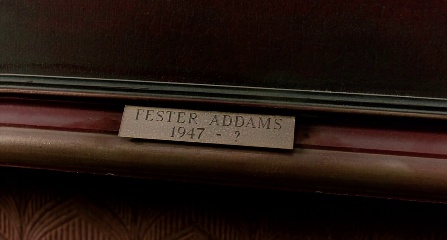 FESTER ADDAMS
1947 - ?